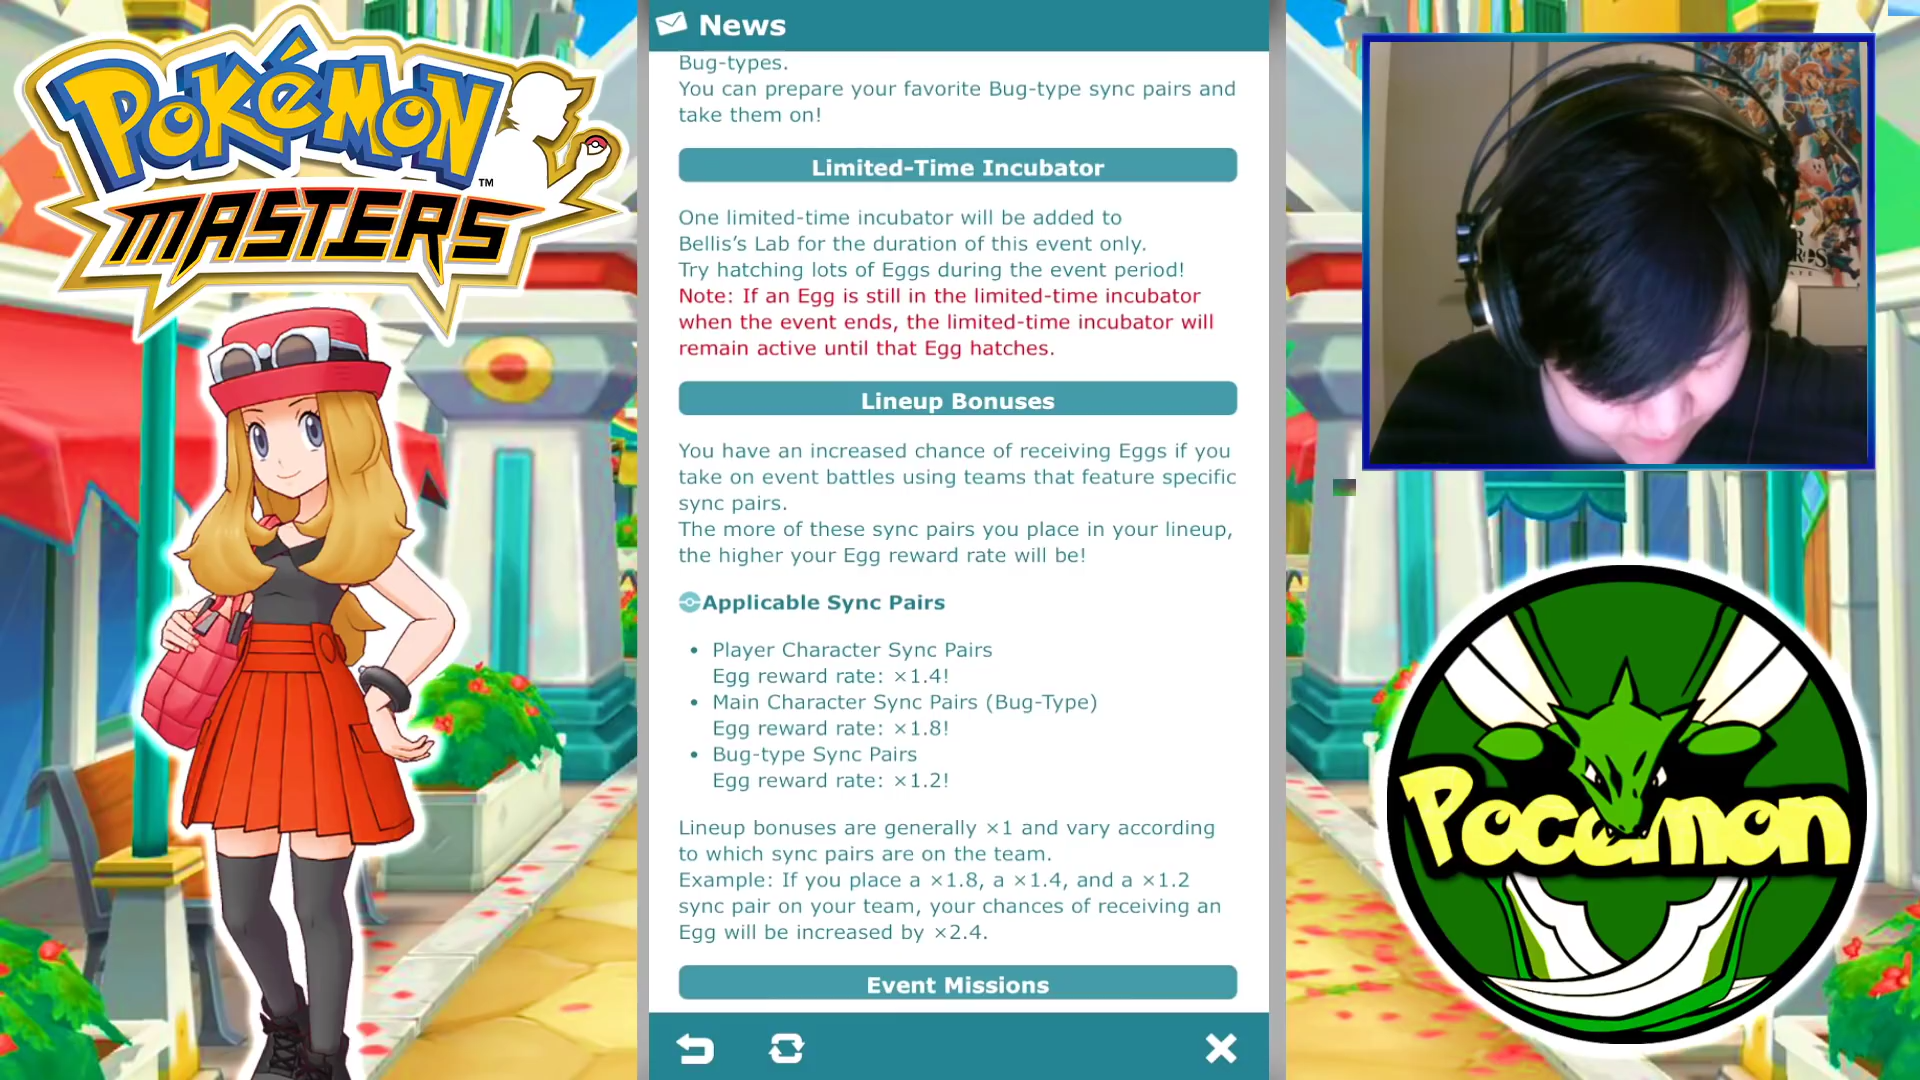 POKéMON
TM
MASTERS
News
Bug-types.
You can prepare your favorite Bug-type sync pairs and
take them on!
Limited-Time Incubator
One limited-time incubator will be added to
Bellis’s Lab for the duration of this event only.
Try hatching lots of Eggs during the event period!
Note: If an Egg is still in the limited-time incubator
when the event ends, the limited-time incubator will
remain active until that Egg hatches.
Lineup Bonuses
You have an increased chance of receiving Eggs if you
take on event battles using teams that feature specific
sync pairs.
The more of these sync pairs you place in your lineup,
the higher your Egg reward rate will be!
Applicable Sync Pairs
• Player Character Sync Pairs
Egg reward rate: ×1.4!
• Main Character Sync Pairs (Bug-Type)
Egg reward rate: ×1.8!
• Bug-type Sync Pairs
Egg reward rate: ×1.2!
Lineup bonuses are generally ×1 and vary according
to which sync pairs are on the team.
Example: If you place a ×1.8, a ×1.4, and a ×1.2
sync pair on your team, your chances of receiving an
Egg will be increased by ×2.4.
Event Missions
Pocemon